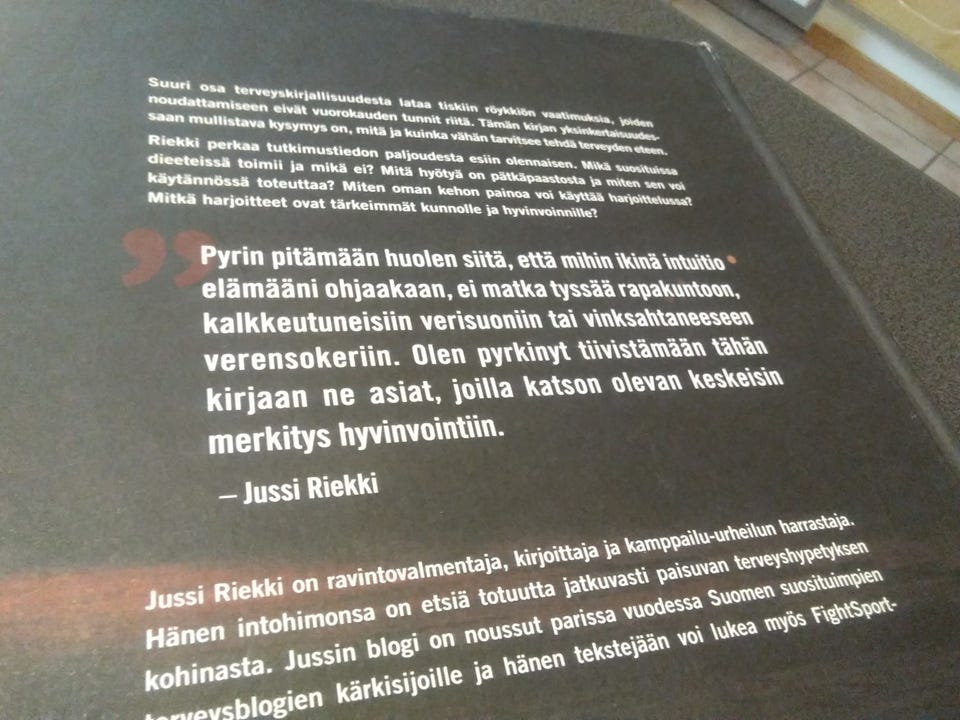 Suuri osa terveyskirjallisuudesta lataa tiskiin röykkiön vaatimuksia, joiden
noudattamiseen eivät vuorokauden tunnit riitä. Tämän kirjan yksinkertaisuudes-
saan mullistava kysymys on, mitä ja kuinka vähän tarvitsee tehdä terveyden eteen.
Riekki perkaa tutkimustiedon paljoudesta esiin olennaisen. Mikä suosituissa
dieeteissä toimii ja mikä ei? Mitä hyötyä on pätkäpaastosta ja miten sen voi
käytännössä toteuttaa? Miten oman kehon painoa voi käyttää harjoittelussa?
Mitkä harjoitteet ovat tärkeimmät kunnolle ja hyvinvoinnille?
” Pyrin pitämään huolen siitä, että mihin ikinä intuitio
elämääni ohjaakaan, ei matka tyssää rapakuntoon,
kalkkeutuneisiin verisuoniin tai vinksahtaneeseen
verensokeriin. Olen pyrkinyt tiivistämään tähän
kirjaan ne asiat, joilla katson olevan keskeisin
merkitys hyvinvointiin.
– Jussi Riekki
Jussi Riekki on ravintovalmentaja, kirjoittaja ja kamppailu-urheilun harrastaja.
Hänen intohimonsa on etsiä totuutta jatkuvasti paisuvan terveyshypetyksen
kohinasta. Jussin blogi on noussut parissa vuodessa Suomen suosituimpien
terveysblogien kärkisijoille ja hänen tekstejään voi lukea myös FightSport-